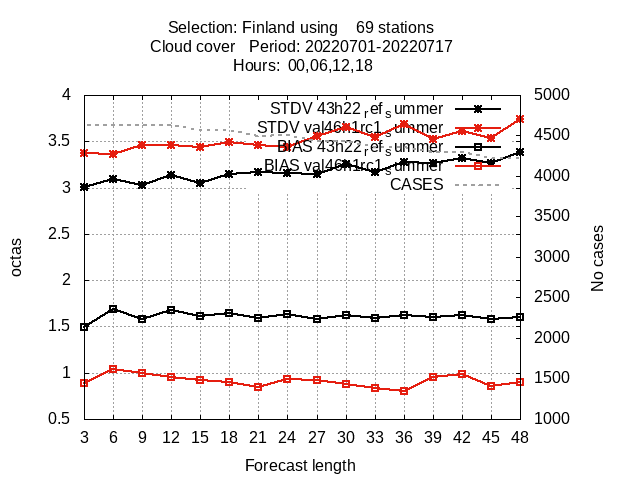 Selection: Finland using    69 stations
Cloud cover   Period: 20220701-20220717
Hours:  00,06,12,18
STDV 43h22_ref_summer
STDV val46h1rc1_summer
BIAS 43h22_ref_summer
BIAS val46h1rc1_summer
CASES
octas
No cases
4
3.5
3
2.5
2
1.5
1
0.5
5000
4500
4000
3500
3000
2500
2000
1500
1000
3 6 9 12 15 18 21 24 27 30 33 36 39 42 45 48
Forecast length